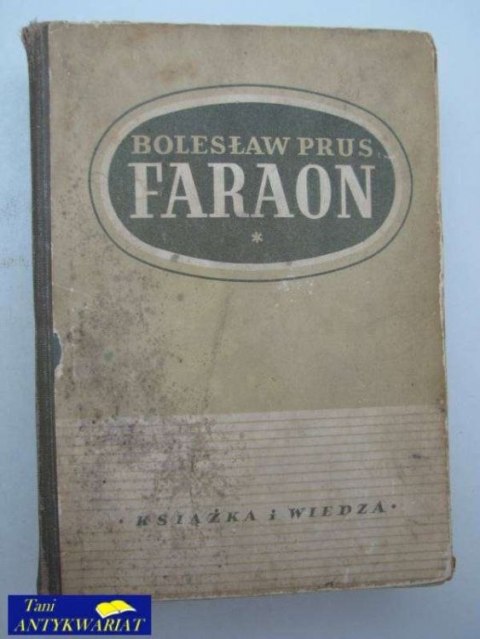 BOLESŁAW PRUS
FARAON
*
· KSIĄŻKA i WIEDZA ·
Tani
ANTYKWARIAT